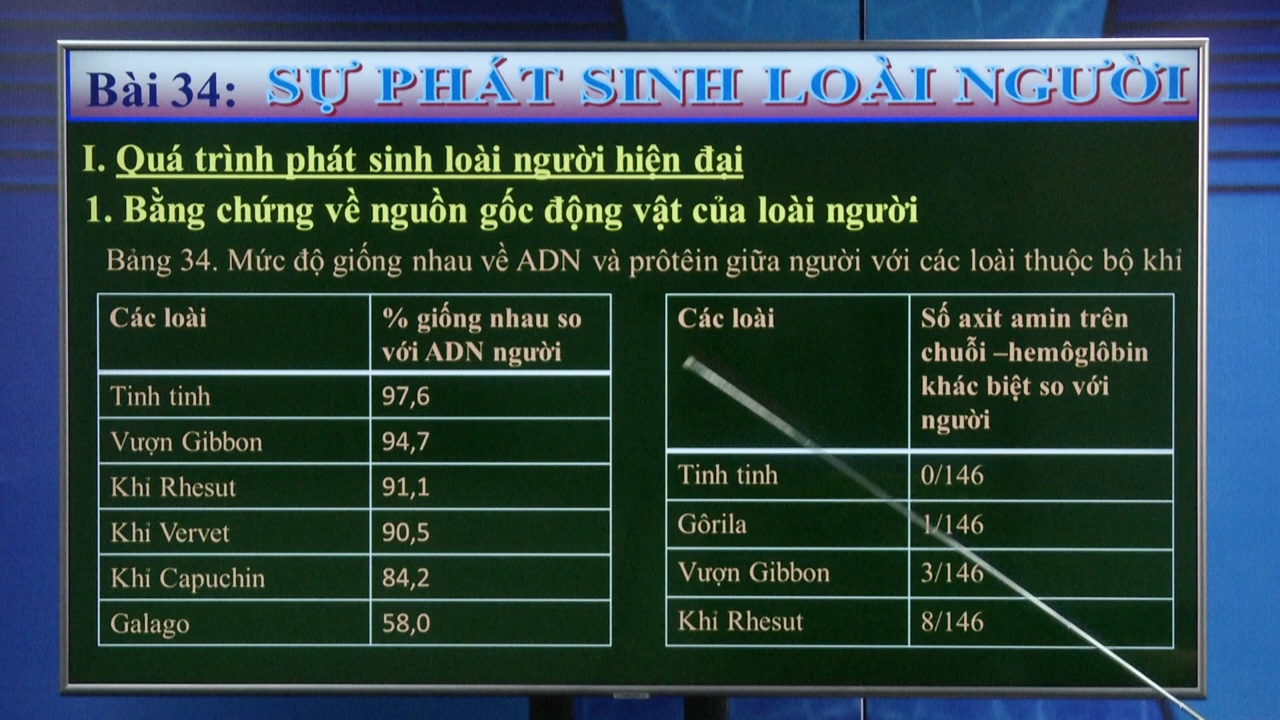 Bài 34: SỰ PHÁT SINH LOÀI NGƯỜI
I. Quá trình phát sinh loài người hiện đại
1. Bằng chứng về nguồn gốc động vật của loài người
Bảng 34. Mức độ giống nhau về ADN và prôtêin giữa người với các loài thuộc bộ khỉ
Các loài
% giống nhau so
với ADN người
Tinh tinh
97,6
Vượn Gibbon
94,7
Khỉ Rhesut
91,1
Khỉ Vervet
90,5
Khỉ Capuchin
84,2
Galago
58,0
Các loài
Số axit amin trên
chuỗi –hemôglôbin
khác biệt so với
người
Tinh tinh
0/146
Gôrila
1/146
Vượn Gibbon
3/146
Khỉ Rhesut
8/146